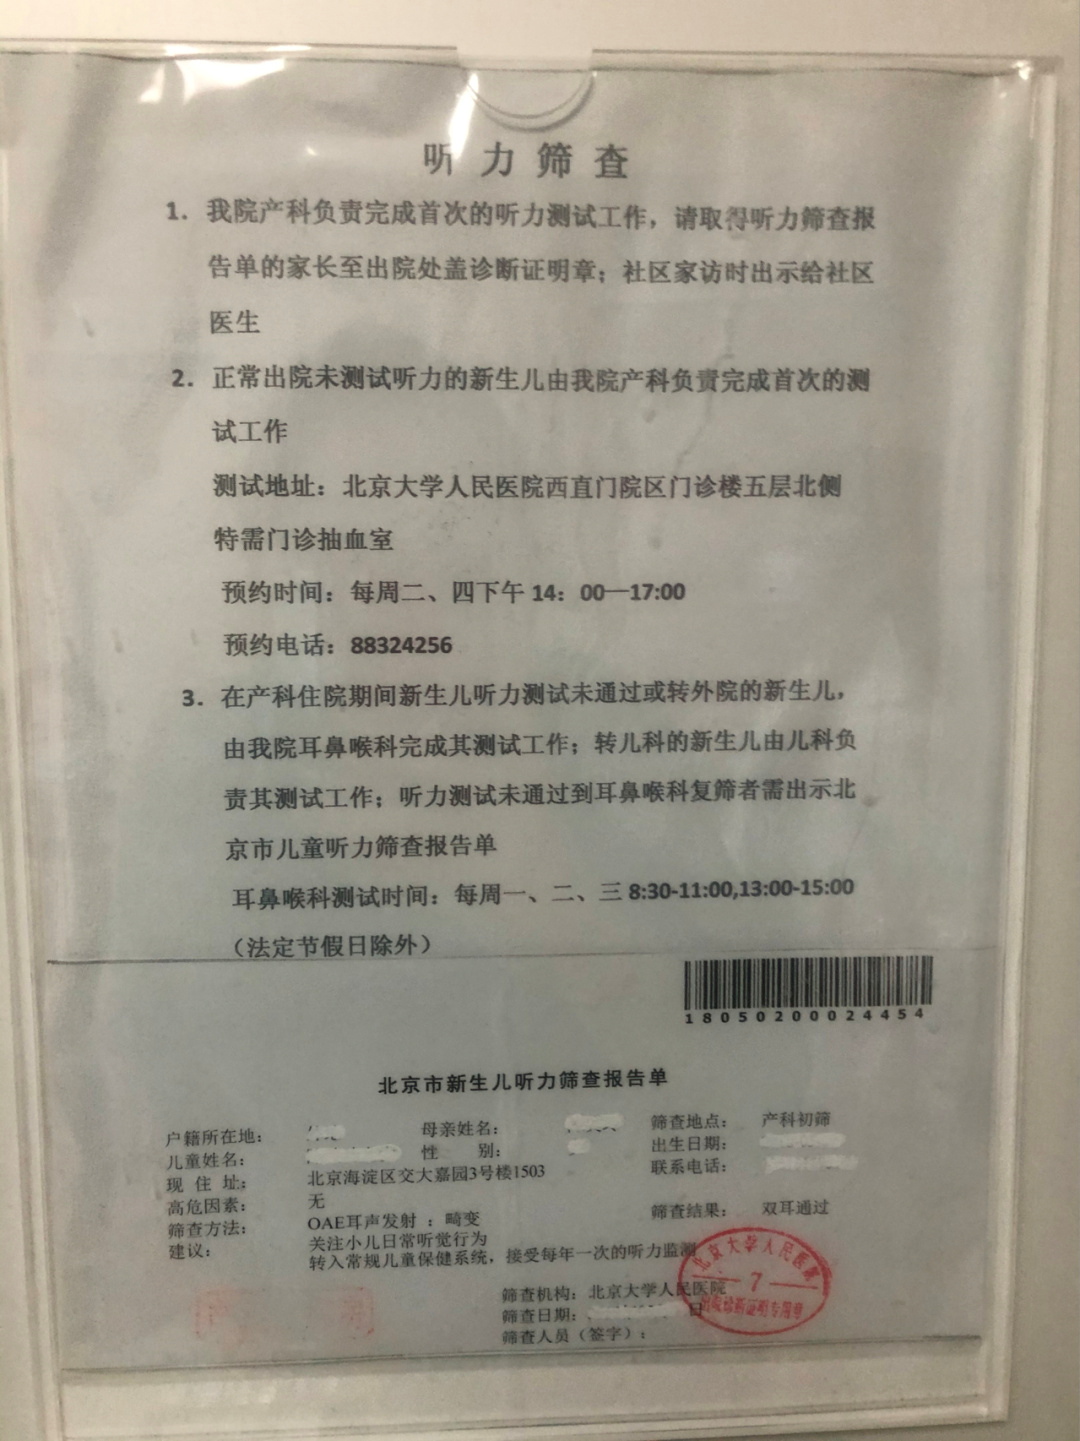 听力筛查
1. 我院产科负责完成首次的听力测试工作，请取得听力筛查报
告单的家长至出院处盖诊断证明章；社区家访时出示给社区
医生
2. 正常出院未测试听力的新生儿由我院产科负责完成首次的测
试工作
测试地址：北京大学人民医院西直门院区门诊楼五层北侧
特需门诊抽血室
预约时间：每周二、四下午 14：00—17:00
预约电话：88324256
3. 在产科住院期间新生儿听力测试未通过或转外院的新生儿，
由我院耳鼻喉科完成其测试工作；转儿科的新生儿由儿科负
责其测试工作；听力测试未通过到耳鼻喉科复筛者需出示北
京市儿童听力筛查报告单
耳鼻喉科测试时间：每周一、二、三 8:30-11:00,13:00-15:00
（法定节假日除外）
18050200024454
北京市新生儿听力筛查报告单
户籍所在地： 母亲姓名： 筛查地点： 产科初筛
儿童姓名： 性 别： 出生日期：
现 住 址： 北京海淀区交大嘉园3号楼1503 联系电话：
高危因素： 无
筛查方法： OAE耳声发射 ：畸变 筛查结果： 双耳通过
建议： 关注小儿日常听觉行为
转入常规儿童保健系统，接受每年一次的听力监测
筛查机构：北京大学人民医院
筛查日期： 日
筛查人员（签字）：
北京大学人民医院
7
出院诊断证明专用章